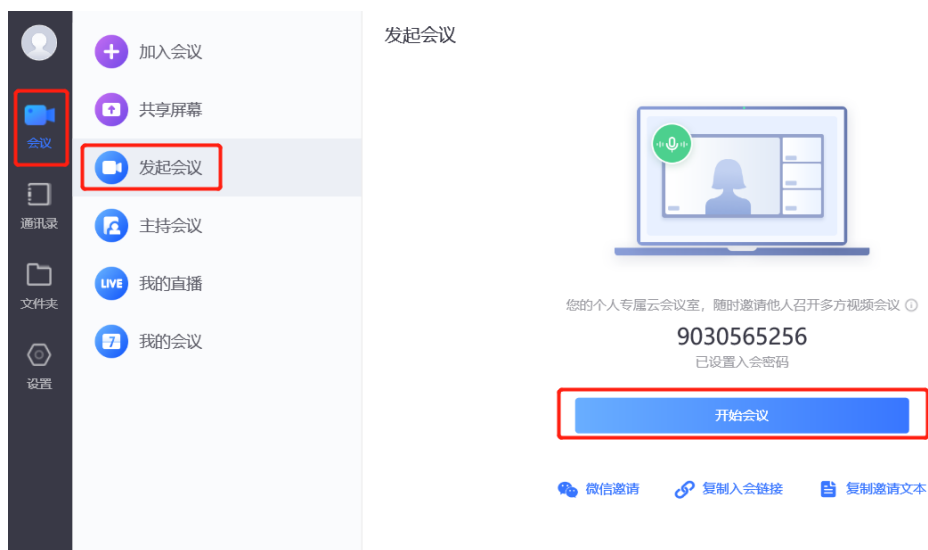 会议
通讯录
文件夹
设置
加入会议
共享屏幕
发起会议
主持会议
LIVE 我的直播
7 我的会议
发起会议
您的个人专属云会议室，随时邀请他人召开多方视频会议
9030565256
已设置入会密码
开始会议
微信邀请 复制入会链接 复制邀请文本